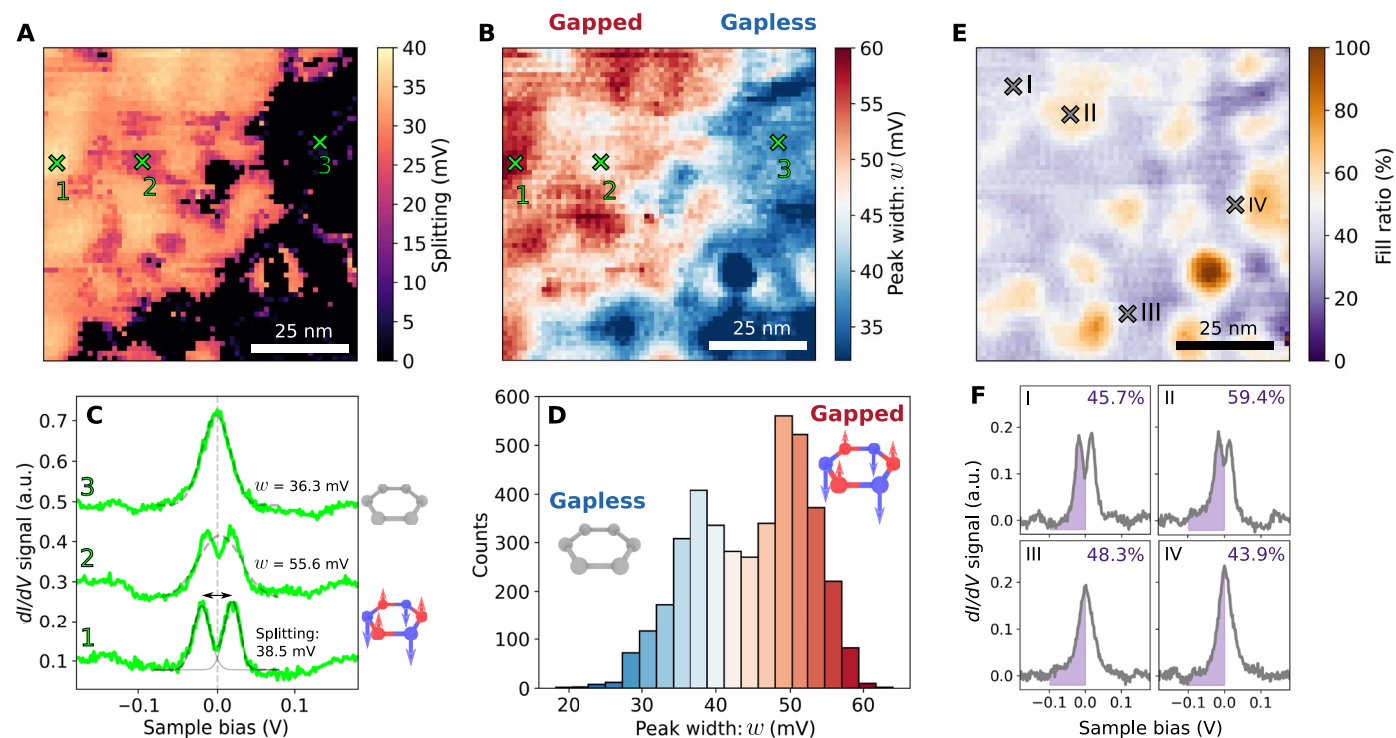 A
40
35
30
25
20
15
10
5
0
Splitting (mV)
1
2
3
25 nm
Gapped
Gapless
B
60
55
50
45
40
35
Peak width: w (mV)
1
2
3
25 nm
E
100
80
60
40
20
0
Fill ratio (%)
I
II
IV
III
25 nm
C
0.7
0.6
0.5
0.4
0.3
0.2
0.1
dI/dV signal (a.u.)
3
w = 36.3 mV
2
w = 55.6 mV
1
Splitting:
38.5 mV
−0.1
0.0
0.1
Sample bias (V)
D
600
500
400
300
200
100
0
Counts
Gapless
Gapped
20
30
40
50
60
Peak width: w (mV)
F
I
45.7%
II
59.4%
III
48.3%
IV
43.9%
0.2
0.1
0.0
0.2
0.1
0.0
dI/dV signal (a.u.)
−0.1
0.0
0.1
−0.1
0.0
0.1
Sample bias (V)